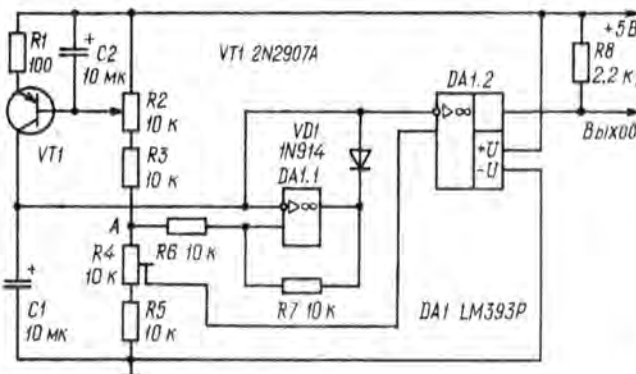 R1
100
+
C2
10 мк
VT1 2N2907A
+5В
R8
2,2 к
DA1.2
R2
10 к
VT1
VD1
1N914
DA1.1
+U
-U
Выход
R3
10 к
A
R6 10 к
R4
10 к
R7 10 к
+
C1
10 мк
R5
10 к
DA1 LM393P